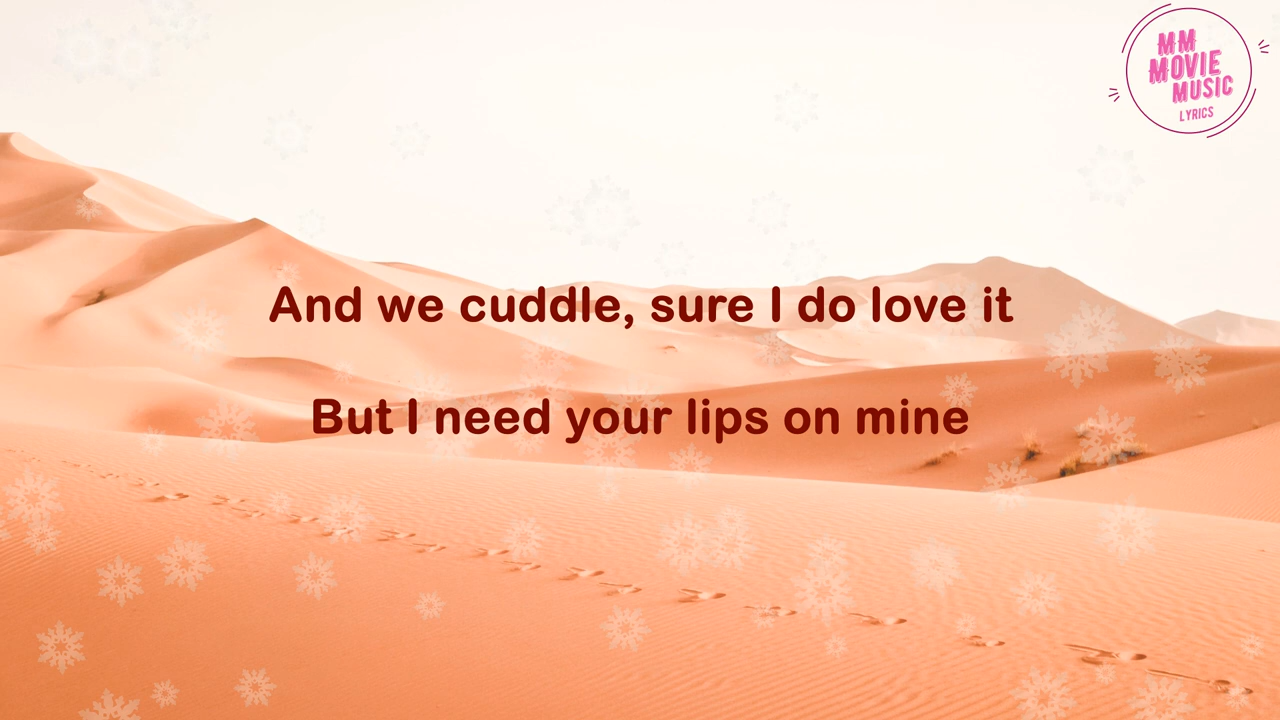 MM
MOVIE
MUSIC
LYRICS
And we cuddle, sure I do love it
But I need your lips on mine